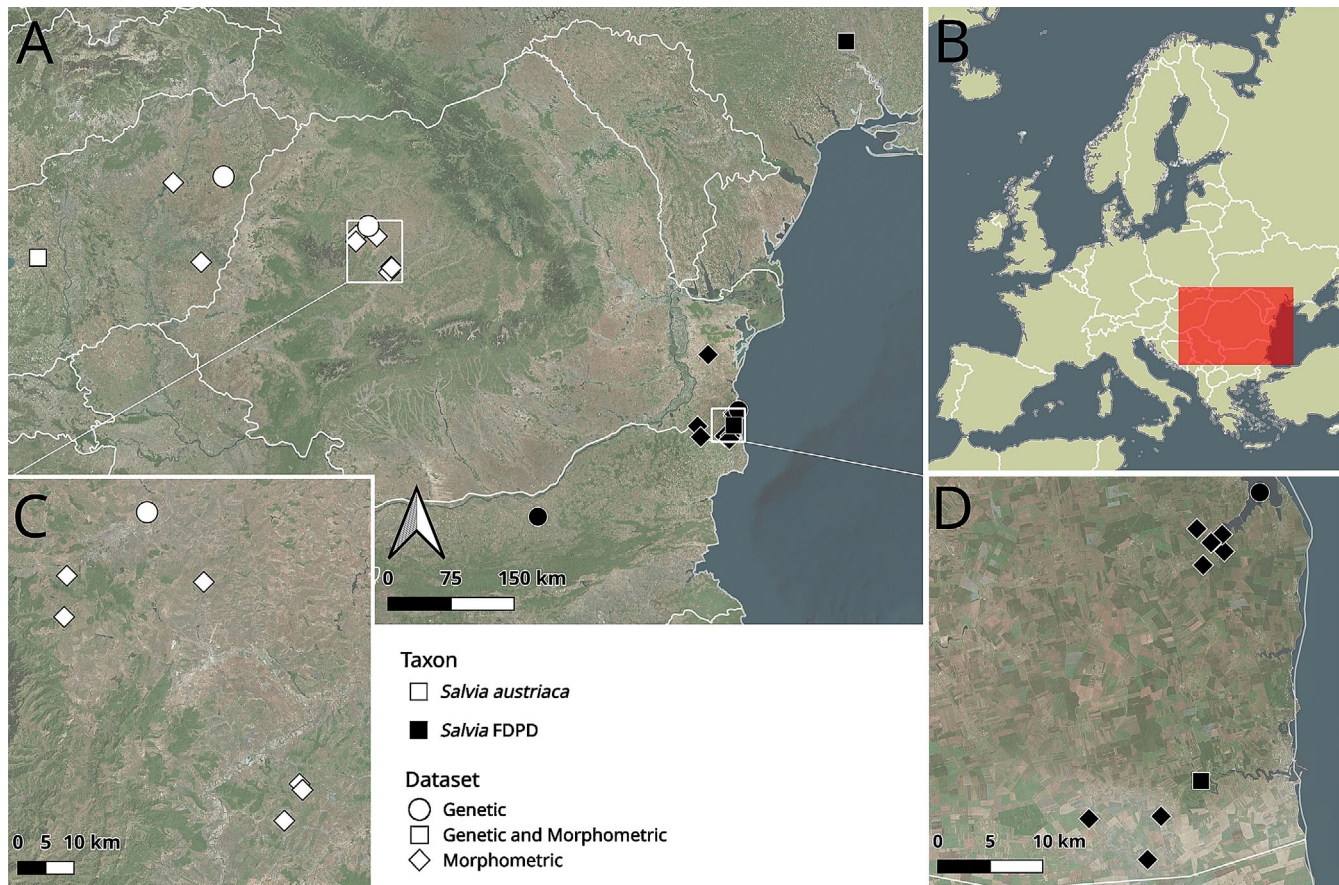 A
B
0 75 150 km
C
0 5 10 km
D
0 5 10 km
Taxon
Salvia austriaca
Salvia FDPD
Dataset
Genetic
Genetic and Morphometric
Morphometric